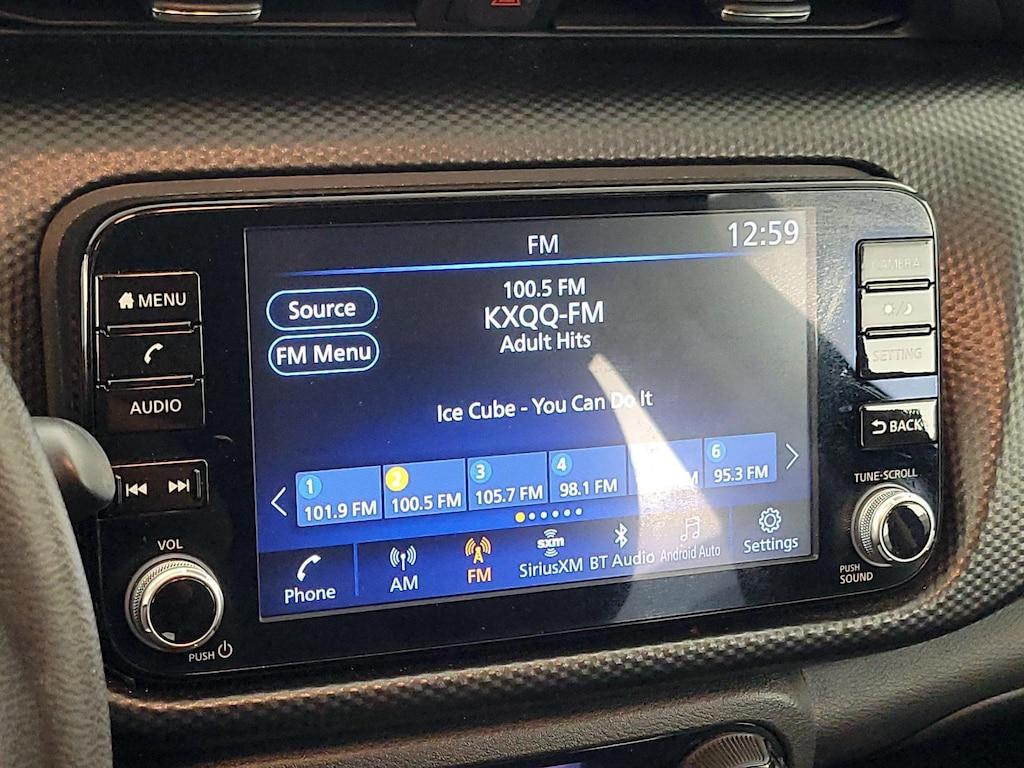 FM
12:59
100.5 FM
KXQQ-FM
Adult Hits
Source
FM Menu
Ice Cube - You Can Do It
1
101.9 FM
2
100.5 FM
3
105.7 FM
4
98.1 FM
6
95.3 FM
Phone
AM
FM
sxm
SiriusXM
BT Audio
Android Auto
Settings
MENU
AUDIO
VOL
PUSH
CAMERA
SETTING
BACK
TUNE-SCROLL
PUSH
SOUND